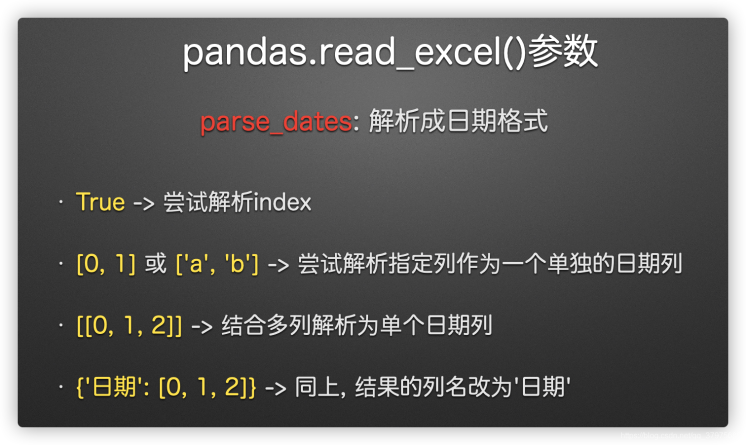 pandas.read_excel()参数
parse_dates: 解析成日期格式
· True -> 尝试解析index
· [0, 1] 或 ['a', 'b'] -> 尝试解析指定列作为一个单独的日期列
· [[0, 1, 2]] -> 结合多列解析为单个日期列
· {'日期': [0, 1, 2]} -> 同上, 结果的列名改为'日期'